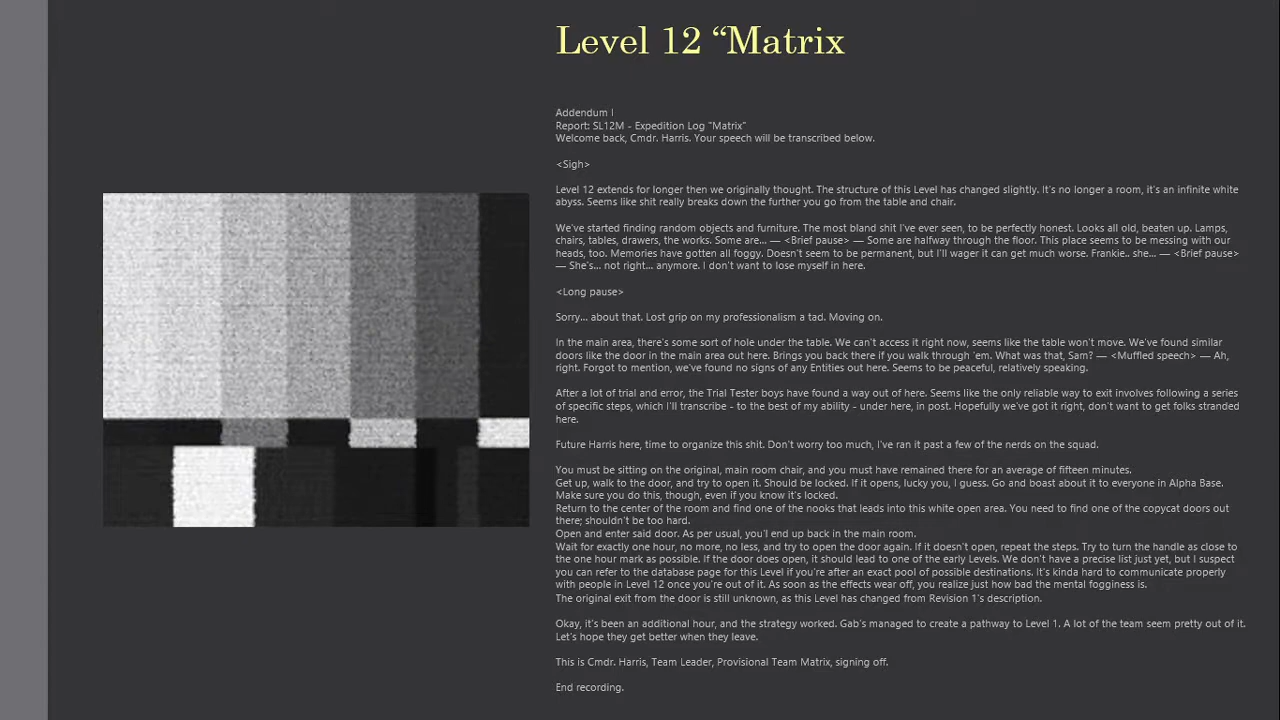 Level 12 “Matrix
Addendum I
Report: SL12M - Expedition Log "Matrix"
Welcome back, Cmdr. Harris. Your speech will be transcribed below.
<Sigh>
Level 12 extends for longer then we originally thought. The structure of this Level has changed slightly. It's no longer a room, it's an infinite white
abyss. Seems like shit really breaks down the further you go from the table and chair.
We've started finding random objects and furniture. The most bland shit I've ever seen, to be perfectly honest. Looks all old, beaten up. Lamps,
chairs, tables, drawers, the works. Some are... — <Brief pause> — Some are halfway through the floor. This place seems to be messing with our
heads, too. Memories have gotten all foggy. Doesn't seem to be permanent, but I'll wager it can get much worse. Frankie.. she... — <Brief pause>
— She's... not right... anymore. I don't want to lose myself in here.
<Long pause>
Sorry... about that. Lost grip on my professionalism a tad. Moving on.
In the main area, there's some sort of hole under the table. We can't access it right now, seems like the table won't move. We've found similar
doors like the door in the main area out here. Brings you back there if you walk through 'em. What was that, Sam? — <Muffled speech> — Ah,
right. Forgot to mention, we've found no signs of any Entities out here. Seems to be peaceful, relatively speaking.
After a lot of trial and error, the Trial Tester boys have found a way out of here. Seems like the only reliable way to exit involves following a series
of specific steps, which I'll transcribe - to the best of my ability - under here, in post. Hopefully we've got it right, don't want to get folks stranded
here.
Future Harris here, time to organize this shit. Don't worry too much, I've ran it past a few of the nerds on the squad.
You must be sitting on the original, main room chair, and you must have remained there for an average of fifteen minutes.
Get up, walk to the door, and try to open it. Should be locked. If it opens, lucky you, I guess. Go and boast about it to everyone in Alpha Base.
Make sure you do this, though, even if you know it's locked.
Return to the center of the room and find one of the nooks that leads into this white open area. You need to find one of the copycat doors out
there; shouldn't be too hard.
Open and enter said door. As per usual, you'll end up back in the main room.
Wait for exactly one hour, no more, no less, and try to open the door again. If it doesn't open, repeat the steps. Try to turn the handle as close to
the one hour mark as possible. If the door does open, it should lead to one of the early Levels. We don't have a precise list just yet, but I suspect
you can refer to the database page for this Level if you're after an exact pool of possible destinations. It's kinda hard to communicate properly
with people in Level 12 once you're out of it. As soon as the effects wear off, you realize just how bad the mental fogginess is.
The original exit from the door is still unknown, as this Level has changed from Revision 1's description.
Okay, it's been an additional hour, and the strategy worked. Gab's managed to create a pathway to Level 1. A lot of the team seem pretty out of it.
Let's hope they get better when they leave.
This is Cmdr. Harris, Team Leader, Provisional Team Matrix, signing off.
End recording.